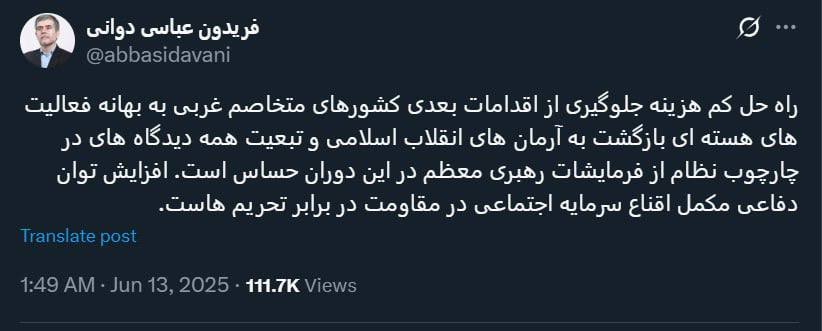 فریدون عباسی دوانی
@abbasidavani
راه حل کم هزینه جلوگیری از اقدامات بعدی کشورهای متخاصم غربی به بهانه فعالیت
های هسته ای بازگشت به آرمان های انقلاب اسلامی و تبعیت همه دیدگاه های در
چارچوب نظام از فرمایشات رهبری معظم در این دوران حساس است. افزایش توان
دفاعی مکمل اقناع سرمایه اجتماعی در مقاومت در برابر تحریم هاست.
Translate post
1:49 AM · Jun 13, 2025 · 111.7K Views